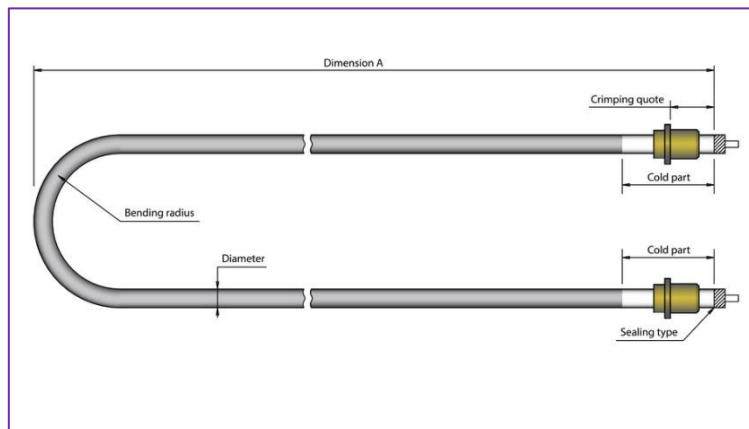 Dimension A
Crimping quote
Cold part
Bending radius
Diameter
Cold part
Sealing type